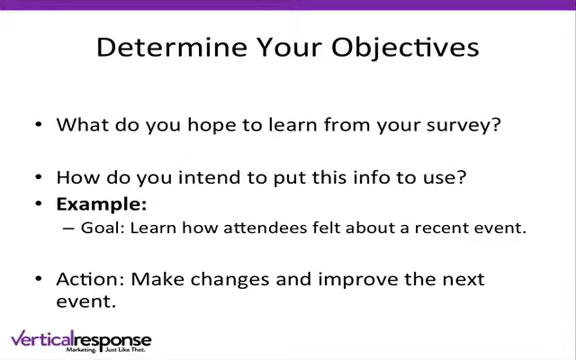 Determine Your Objectives
• What do you hope to learn from your survey?
• How do you intend to put this info to use?
• Example:
– Goal: Learn how attendees felt about a recent event.
• Action: Make changes and improve the next
event.
verticalresponse
Marketing. Just Like That.